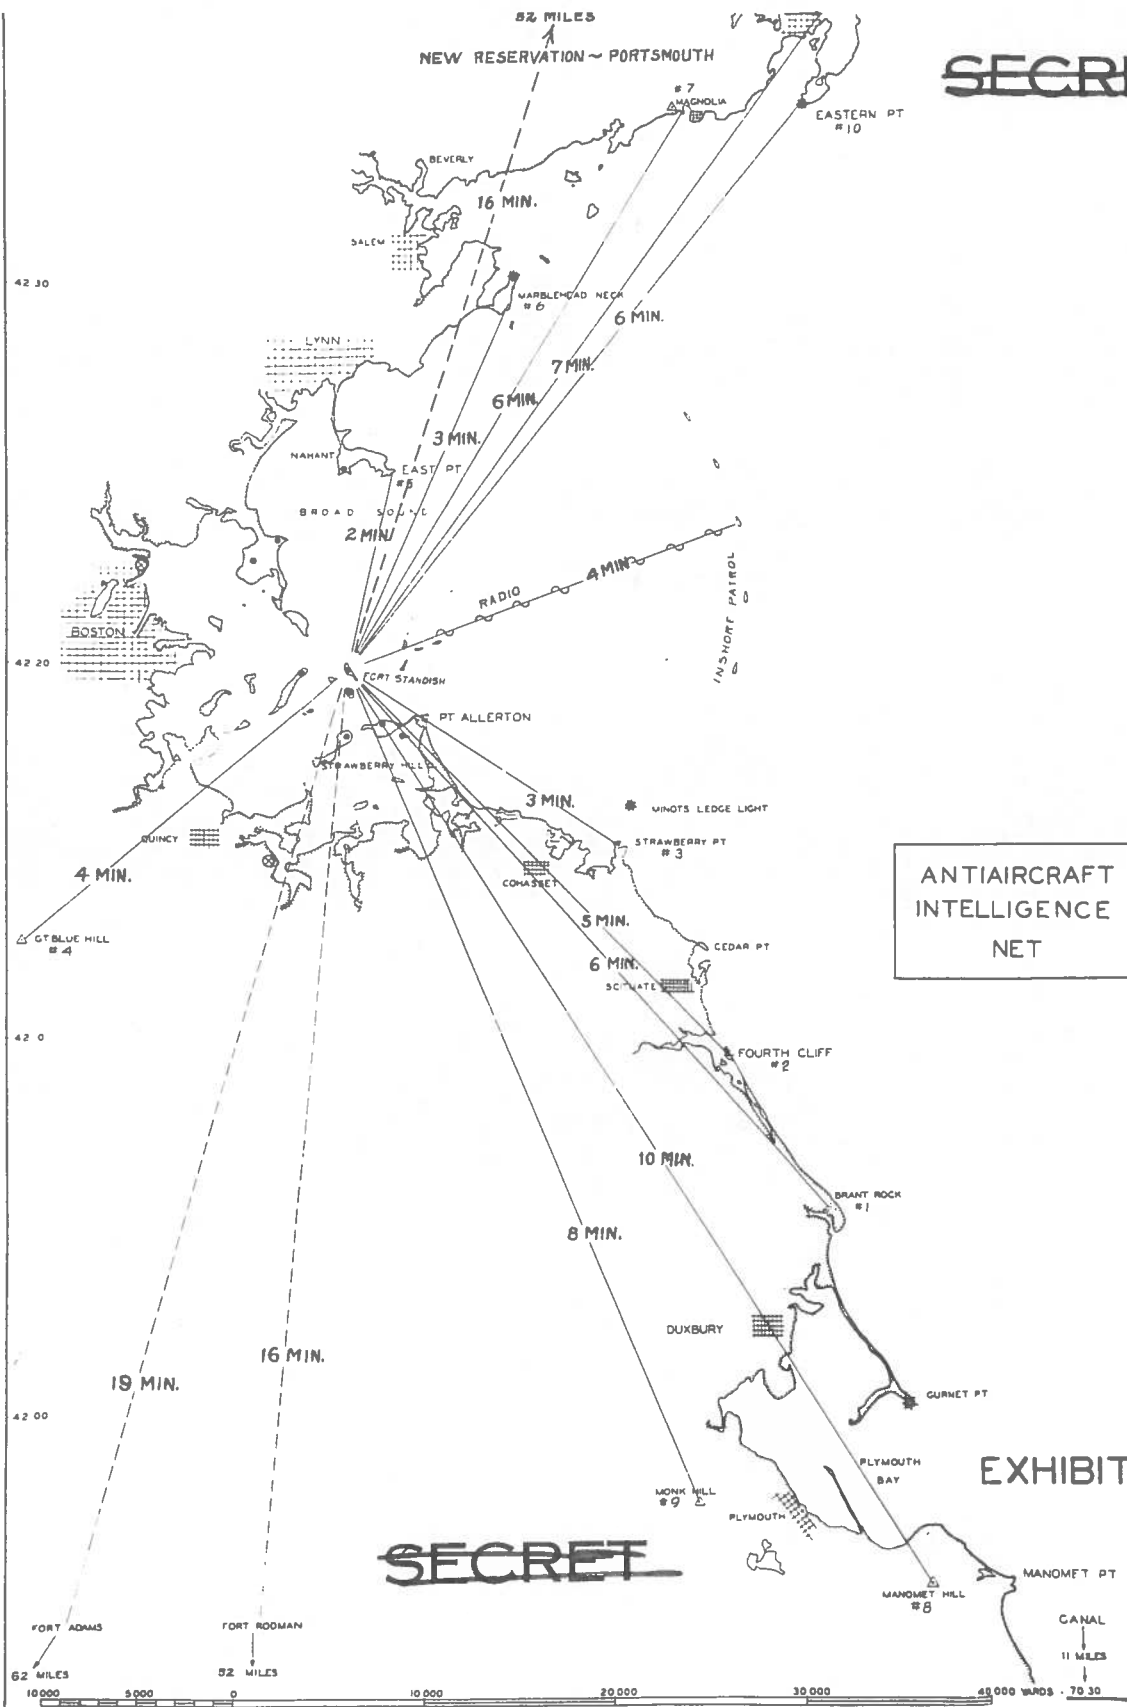 52 MILES
NEW RESERVATION ~ PORTSMOUTH
SECRE
#7
MAGNOLIA
EASTERN PT
#10
BEVERLY
16 MIN.
SALEM
42 30
MARBLEHEAD NECK
#6
6 MIN.
LYNN
7 MIN.
6 MIN.
3 MIN.
NAHANT
EAST PT
#5
BROAD SOUND
2 MIN.
4 MIN
RADIO
INSHORE PATROL
BOSTON
42 20
FORT STANDISH
PT ALLERTON
STRAWBERRY HILL
3 MIN.
MINOTS LEDGE LIGHT
QUINCY
STRAWBERRY PT
#3
4 MIN.
COHASSET
ANTIAIRCRAFT
INTELLIGENCE
NET
5 MIN.
GT BLUE HILL
#4
CEDAR PT
6 MIN.
SCITUATE
42 0
FOURTH CLIFF
#2
10 MIN.
BRANT ROCK
#1
8 MIN.
DUXBURY
16 MIN.
19 MIN.
GURNET PT
42 00
PLYMOUTH
BAY
EXHIBIT
MONK HILL
#9
PLYMOUTH
SECRET
MANOMET PT
MANOMET HILL
#8
CANAL
FORT ADAMS
FORT RODMAN
11 MILES
62 MILES
52 MILES
10000 5000 0 10000 20000 30000 40000 YARDS - 70 30